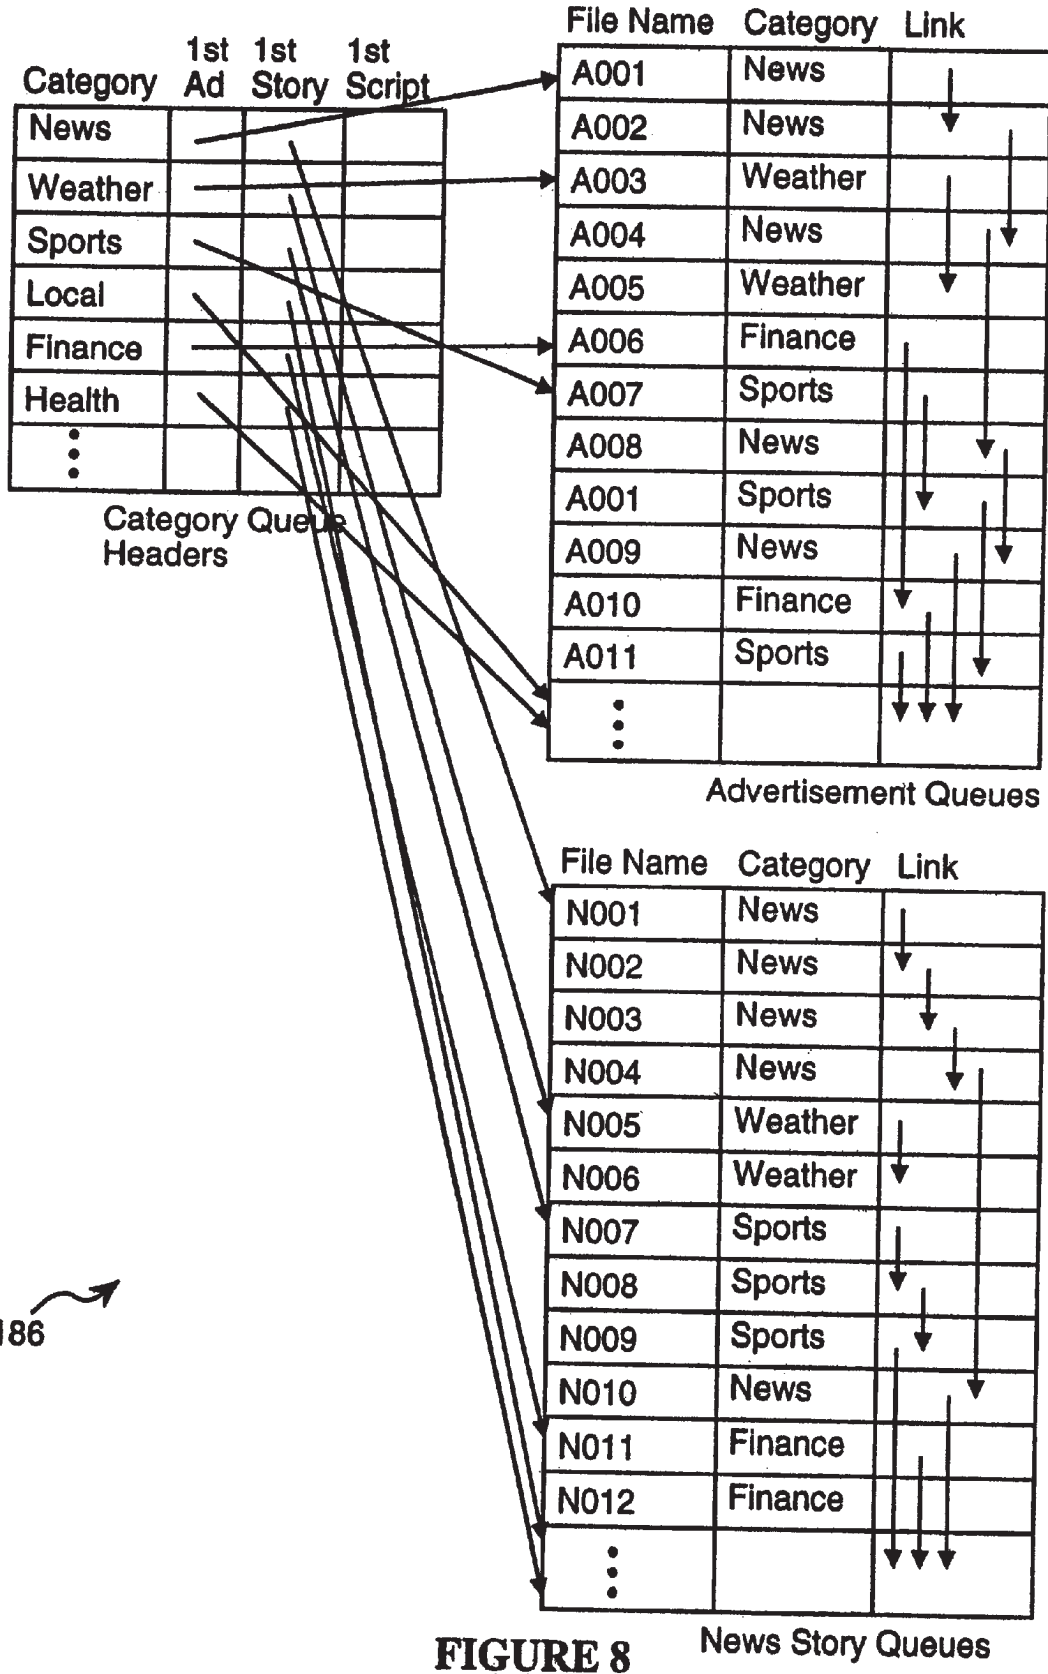 Category 1st Ad 1st Story 1st Script
News
Weather
Sports
Local
Finance
Health
Category Queue
Headers
File Name Category Link
A001 News
A002 News
A003 Weather
A004 News
A005 Weather
A006 Finance
A007 Sports
A008 News
A001 Sports
A009 News
A010 Finance
A011 Sports
Advertisement Queues
File Name Category Link
N001 News
N002 News
N003 News
N004 News
N005 Weather
N006 Weather
N007 Sports
N008 Sports
N009 Sports
N010 News
N011 Finance
N012 Finance
News Story Queues
186
FIGURE 8